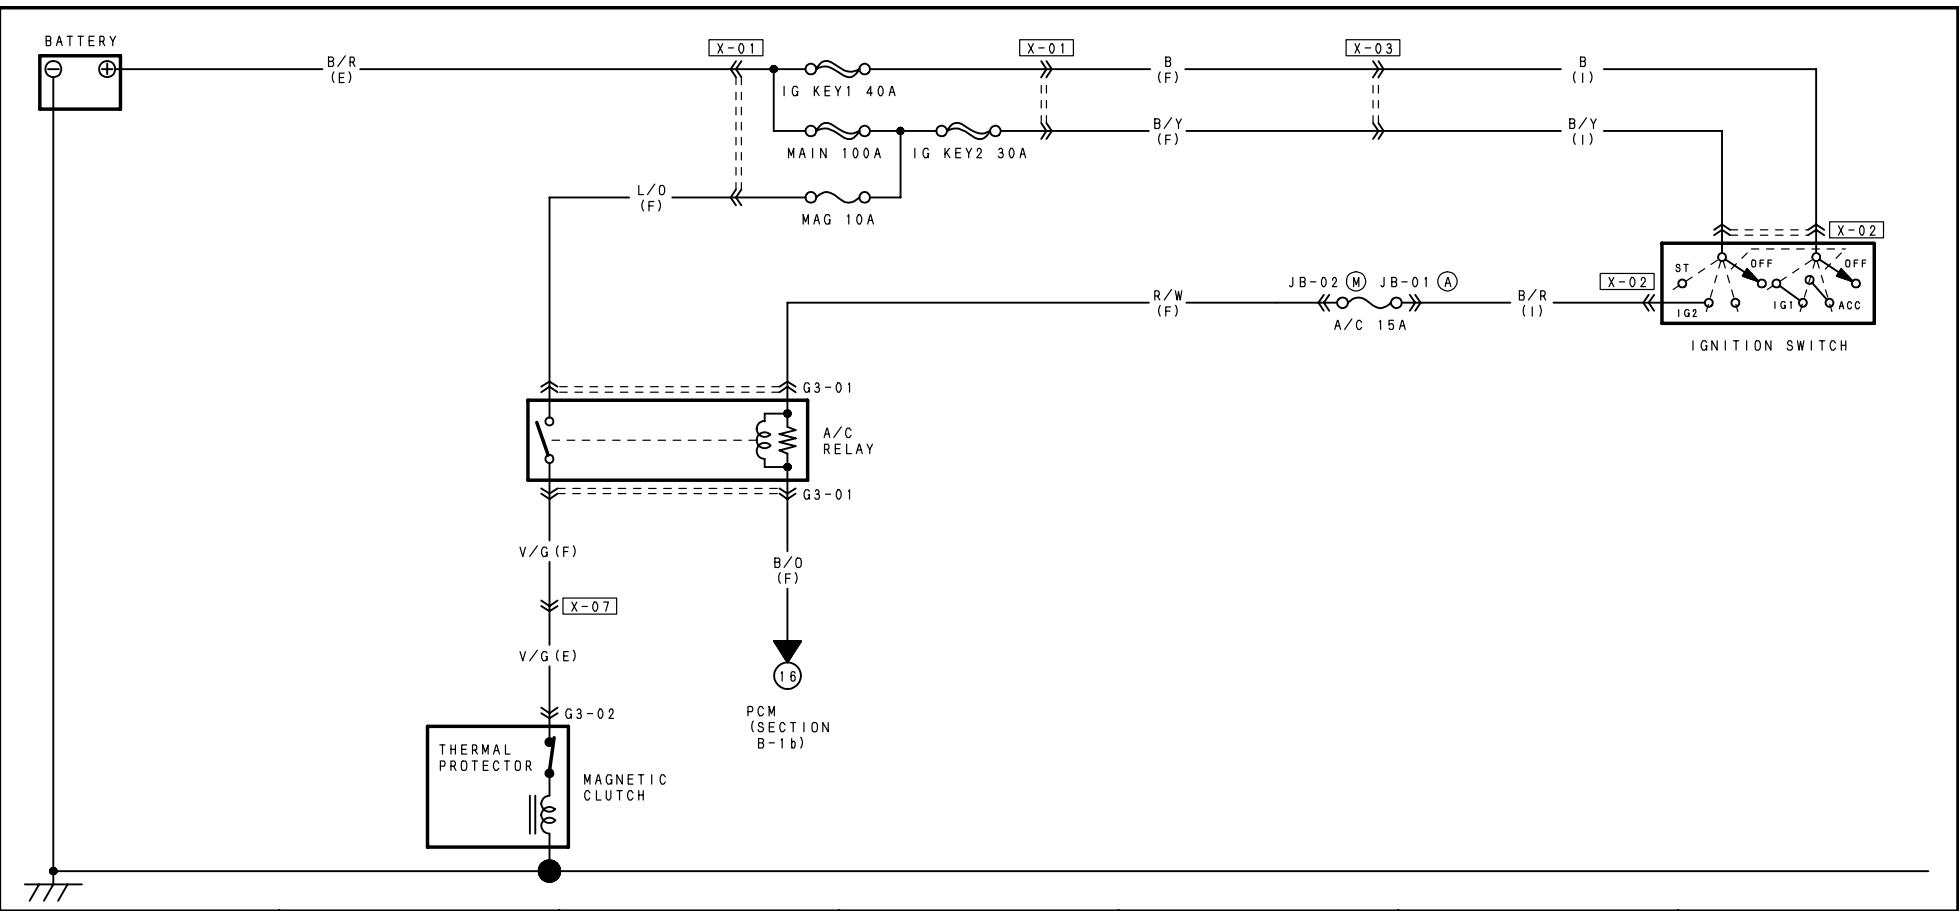 BATTERY
B/R
(E)
X-01
X-01
X-03
B
(F)
B
(I)
IG KEY1 40A
B/Y
(F)
B/Y
(I)
MAIN 100A
IG KEY2 30A
L/O
(F)
MAG 10A
X-02
ST
OFF
OFF
IG2
IG1
ACC
IGNITION SWITCH
R/W
(F)
JB-02 M
JB-01 A
A/C 15A
B/R
(I)
X-02
G3-01
A/C
RELAY
G3-01
V/G(F)
B/O
(F)
X-07
V/G(E)
16
PCM
(SECTION
B-1b)
G3-02
THERMAL
PROTECTOR
MAGNETIC
CLUTCH